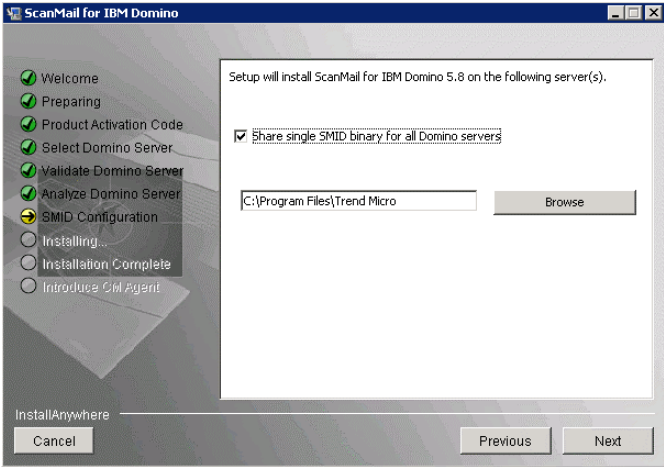 ScanMail for IBM Domino
Welcome
Preparing
Product Activation Code
Select Domino Server
Validate Domino Server
Analyze Domino Server
SMID Configuration
Installing...
Installation Complete
Introduce CM Agent
Setup will install ScanMail for IBM Domino 5.8 on the following server(s).
Share single SMID binary for all Domino servers
C:\Program Files\Trend Micro
Browse
InstallAnywhere
Cancel
Previous
Next